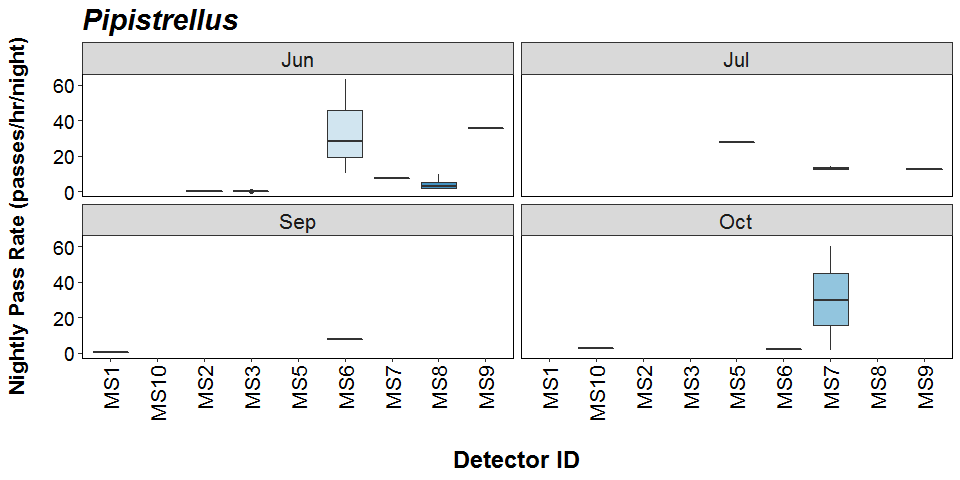 Pipistrellus
Nightly Pass Rate (passes/hr/night)
Jun
Jul
60
40
20
0
Sep
Oct
60
40
20
0
MS1 MS10 MS2 MS3 MS5 MS6 MS7 MS8 MS9
MS1 MS10 MS2 MS3 MS5 MS6 MS7 MS8 MS9
Detector ID